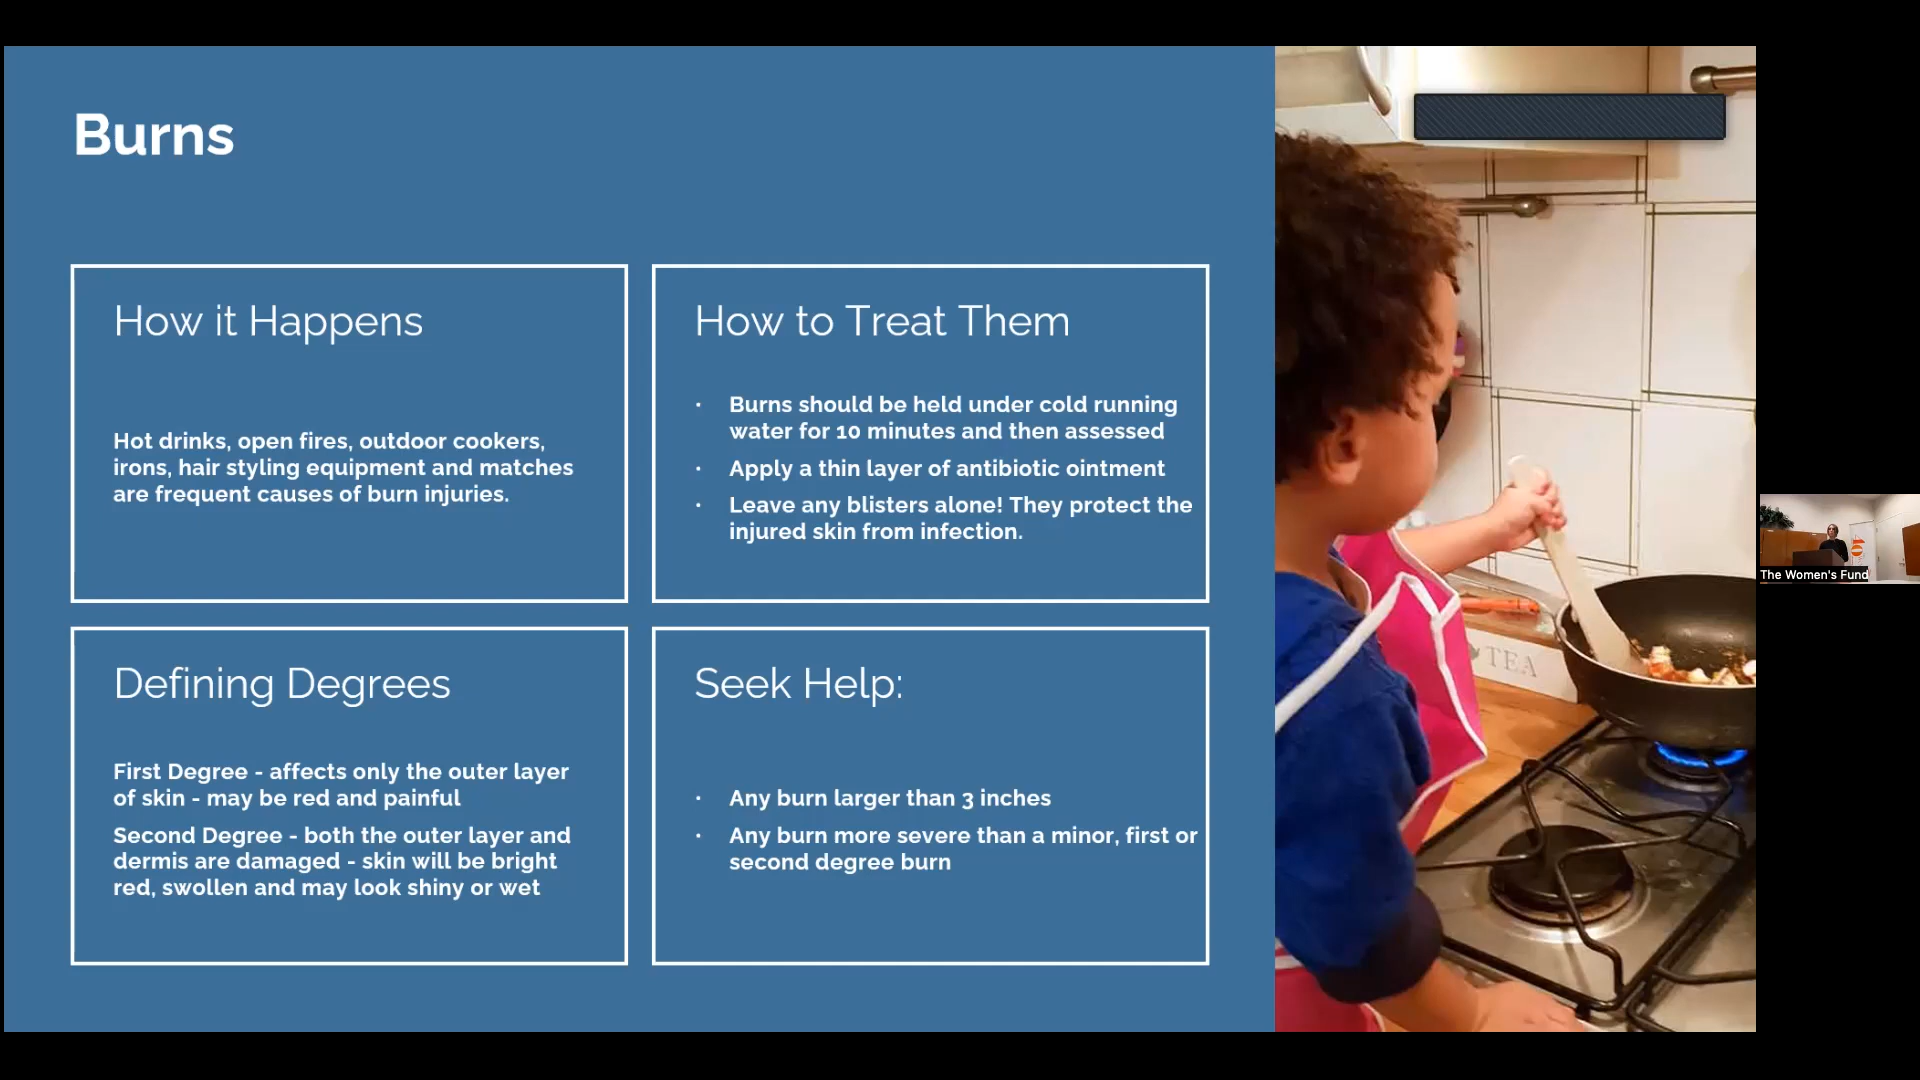 Burns
How it Happens
Hot drinks, open fires, outdoor cookers,
irons, hair styling equipment and matches
are frequent causes of burn injuries.
How to Treat Them
• Burns should be held under cold running
water for 10 minutes and then assessed
• Apply a thin layer of antibiotic ointment
• Leave any blisters alone! They protect the
injured skin from infection.
Defining Degrees
First Degree - affects only the outer layer
of skin - may be red and painful
Second Degree - both the outer layer and
dermis are damaged - skin will be bright
red, swollen and may look shiny or wet
Seek Help:
• Any burn larger than 3 inches
• Any burn more severe than a minor, first or
second degree burn
TEA
The Women's Fund